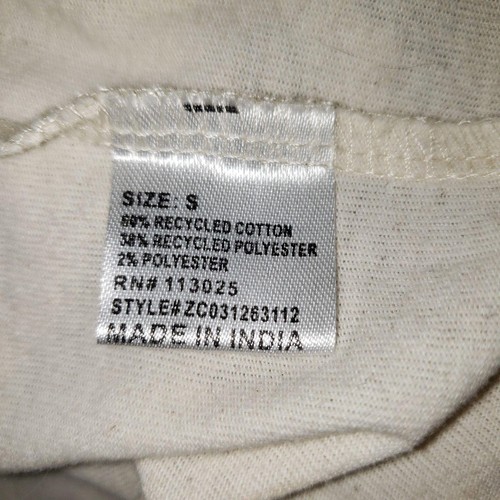 SIZE: S
60% RECYCLED COTTON
38% RECYCLED POLYESTER
2% POLYESTER
RN# 113025
STYLE#ZC031263112
MADE IN INDIA